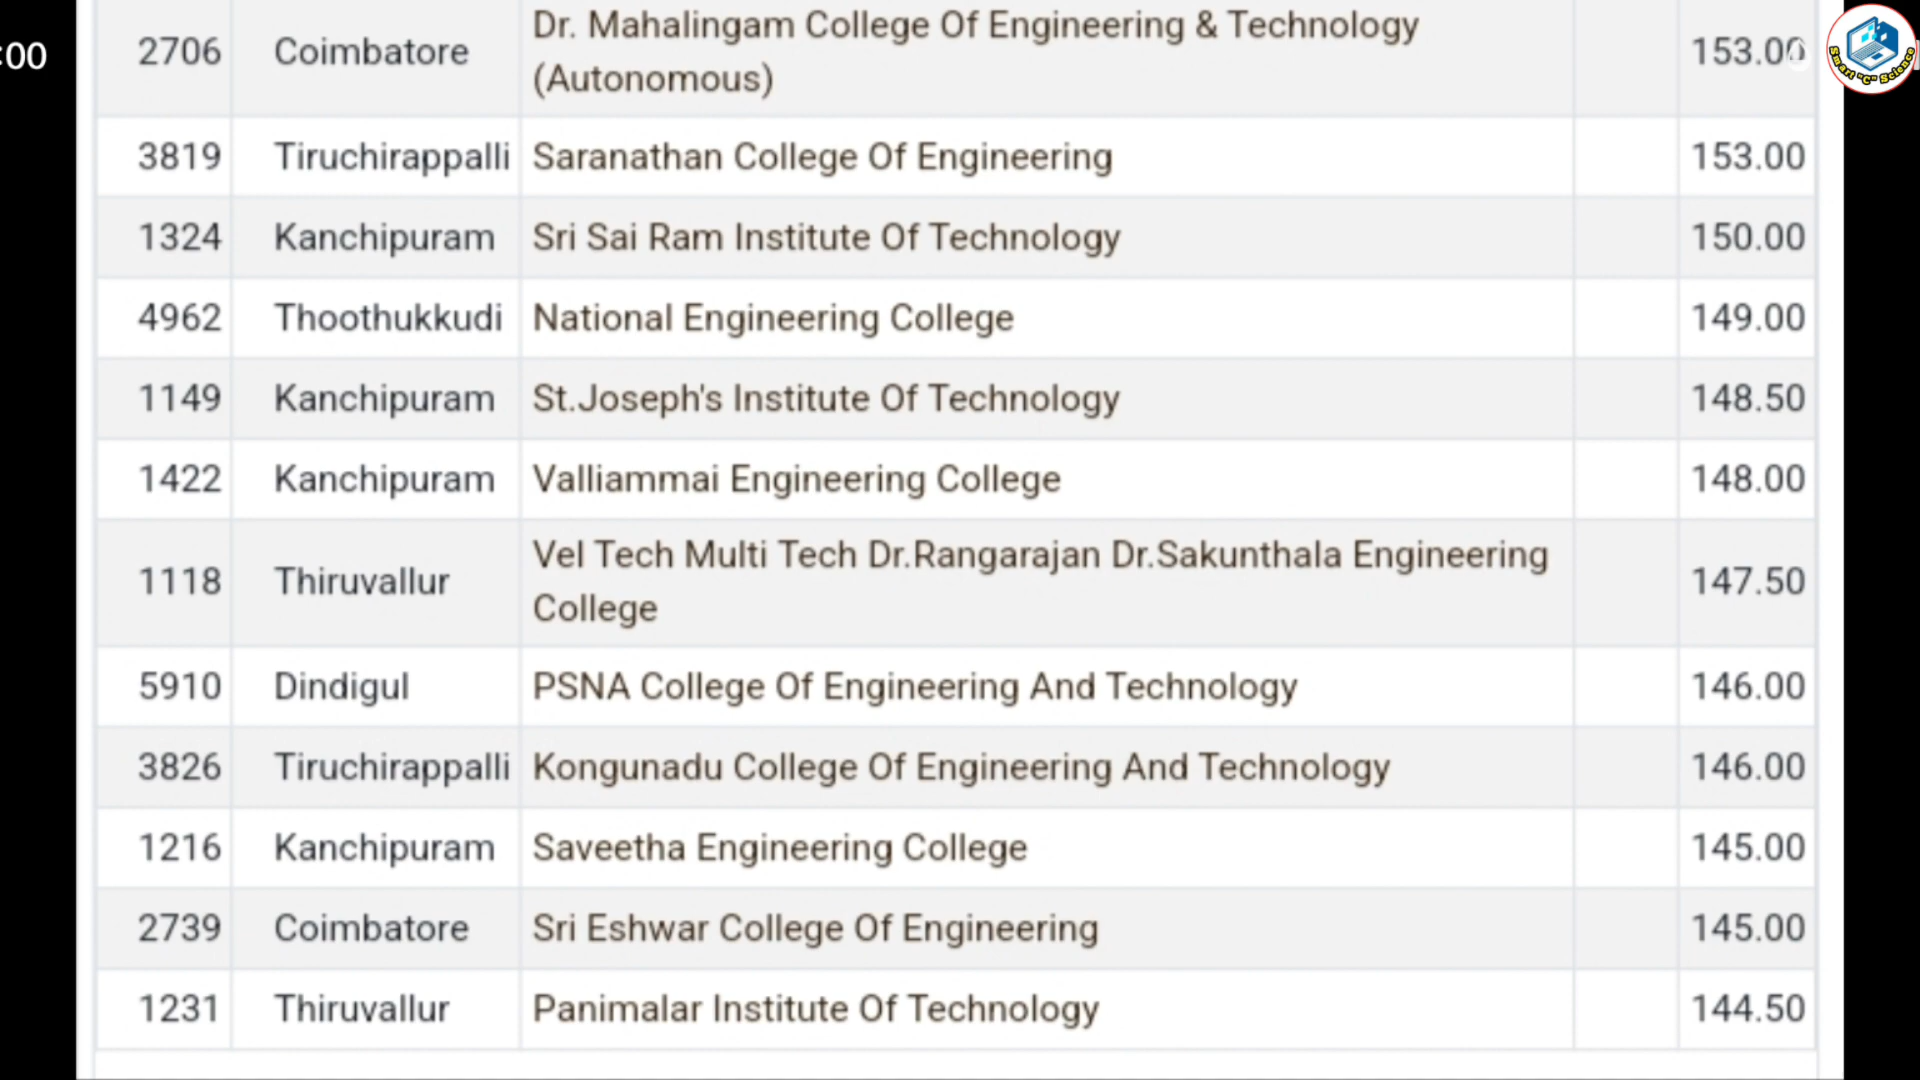 :00
2706 Coimbatore Dr. Mahalingam College Of Engineering & Technology
(Autonomous) 153.00
3819 Tiruchirappalli Saranathan College Of Engineering 153.00
1324 Kanchipuram Sri Sai Ram Institute Of Technology 150.00
4962 Thoothukkudi National Engineering College 149.00
1149 Kanchipuram St.Joseph's Institute Of Technology 148.50
1422 Kanchipuram Valliammai Engineering College 148.00
1118 Thiruvallur Vel Tech Multi Tech Dr.Rangarajan Dr.Sakunthala Engineering
College 147.50
5910 Dindigul PSNA College Of Engineering And Technology 146.00
3826 Tiruchirappalli Kongunadu College Of Engineering And Technology 146.00
1216 Kanchipuram Saveetha Engineering College 145.00
2739 Coimbatore Sri Eshwar College Of Engineering 145.00
1231 Thiruvallur Panimalar Institute Of Technology 144.50
Smart "C" Science